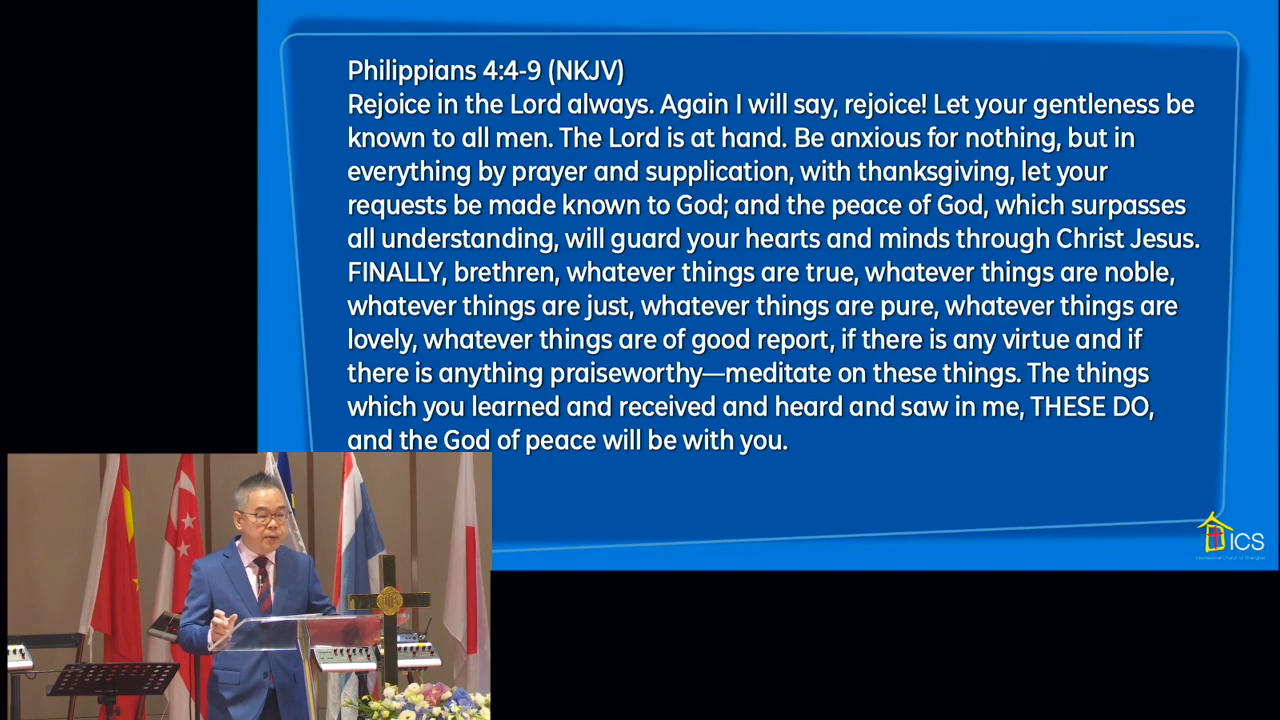 Philippians 4:4-9 (NKJV)
Rejoice in the Lord always. Again I will say, rejoice! Let your gentleness be
known to all men. The Lord is at hand. Be anxious for nothing, but in
everything by prayer and supplication, with thanksgiving, let your
requests be made known to God; and the peace of God, which surpasses
all understanding, will guard your hearts and minds through Christ Jesus.
FINALLY, brethren, whatever things are true, whatever things are noble,
whatever things are just, whatever things are pure, whatever things are
lovely, whatever things are of good report, if there is any virtue and if
there is anything praiseworthy—meditate on these things. The things
which you learned and received and heard and saw in me, THESE DO,
and the God of peace will be with you.
ICS